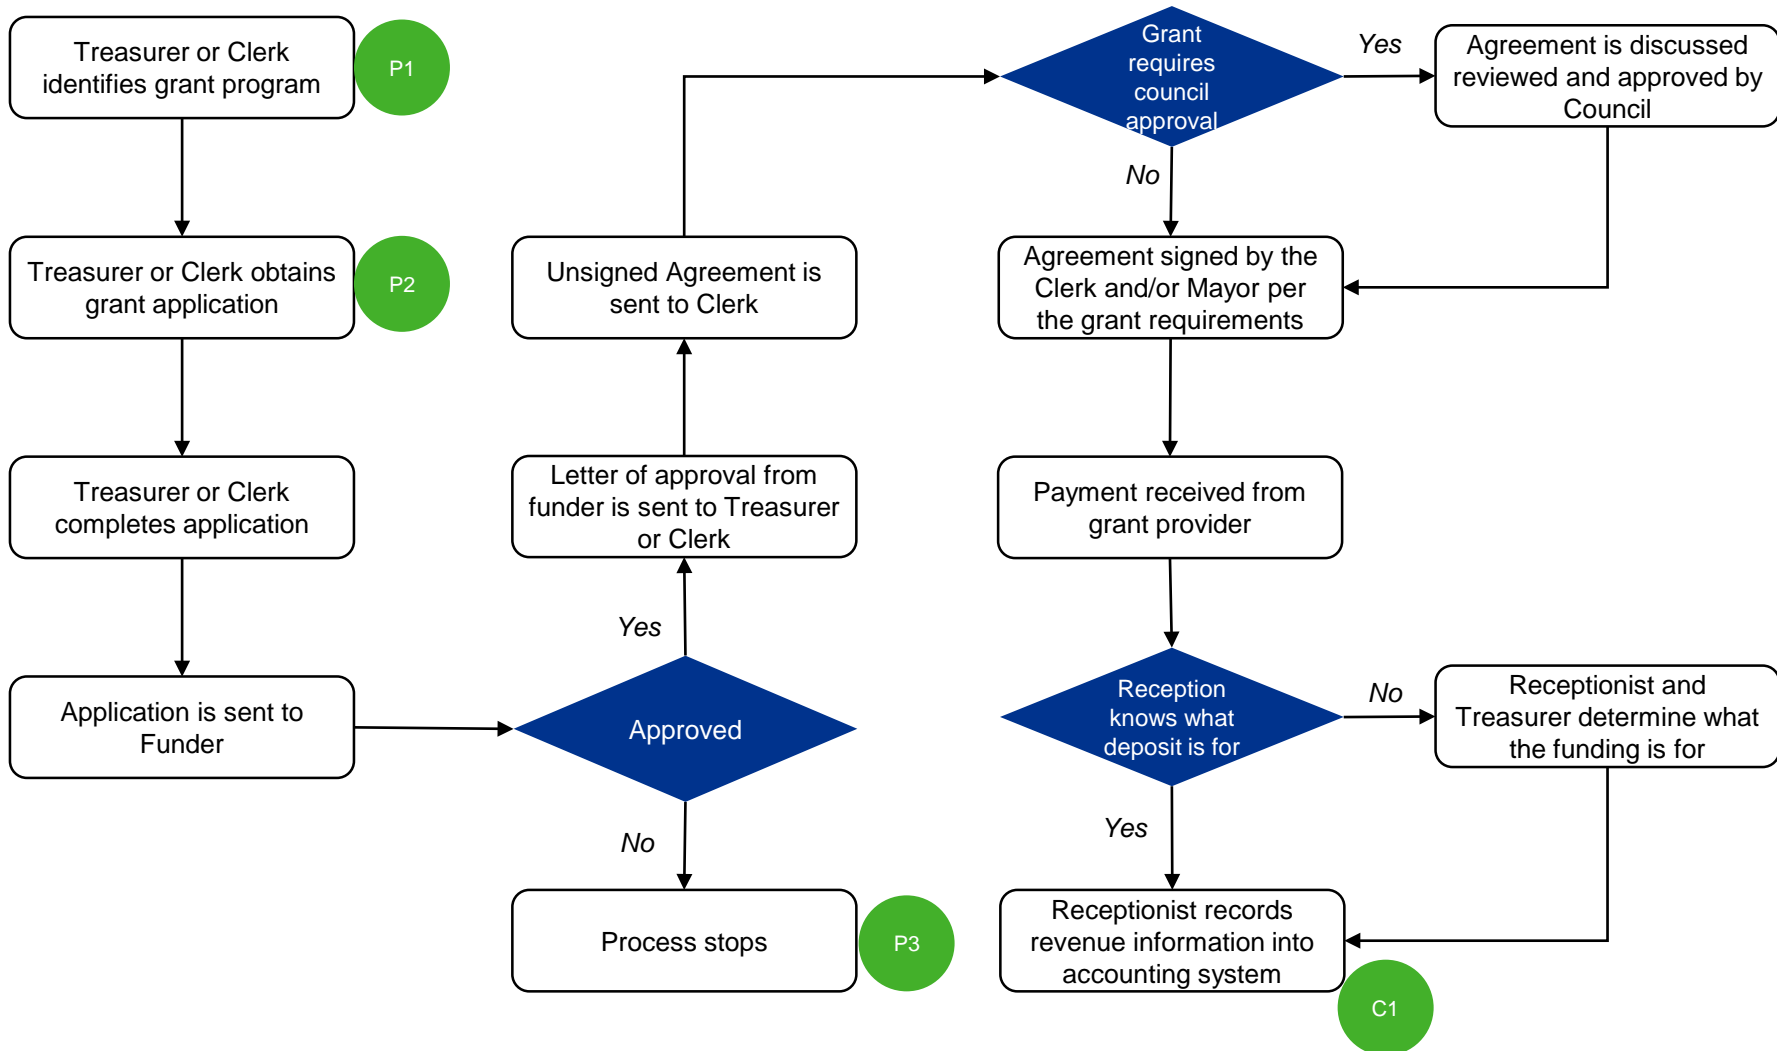 Treasurer or Clerk
identifies grant program
P1
Treasurer or Clerk obtains
grant application
P2
Treasurer or Clerk
completes application
Application is sent to
Funder
Approved
Yes
Letter of approval from
funder is sent to Treasurer
or Clerk
Unsigned Agreement is
sent to Clerk
No
Process stops
P3
Grant
requires
council
approval
Yes
Agreement is discussed
reviewed and approved by
Council
No
Agreement signed by the
Clerk and/or Mayor per
the grant requirements
Payment received from
grant provider
Reception
knows what
deposit is for
No
Receptionist and
Treasurer determine what
the funding is for
Yes
Receptionist records
revenue information into
accounting system
C1